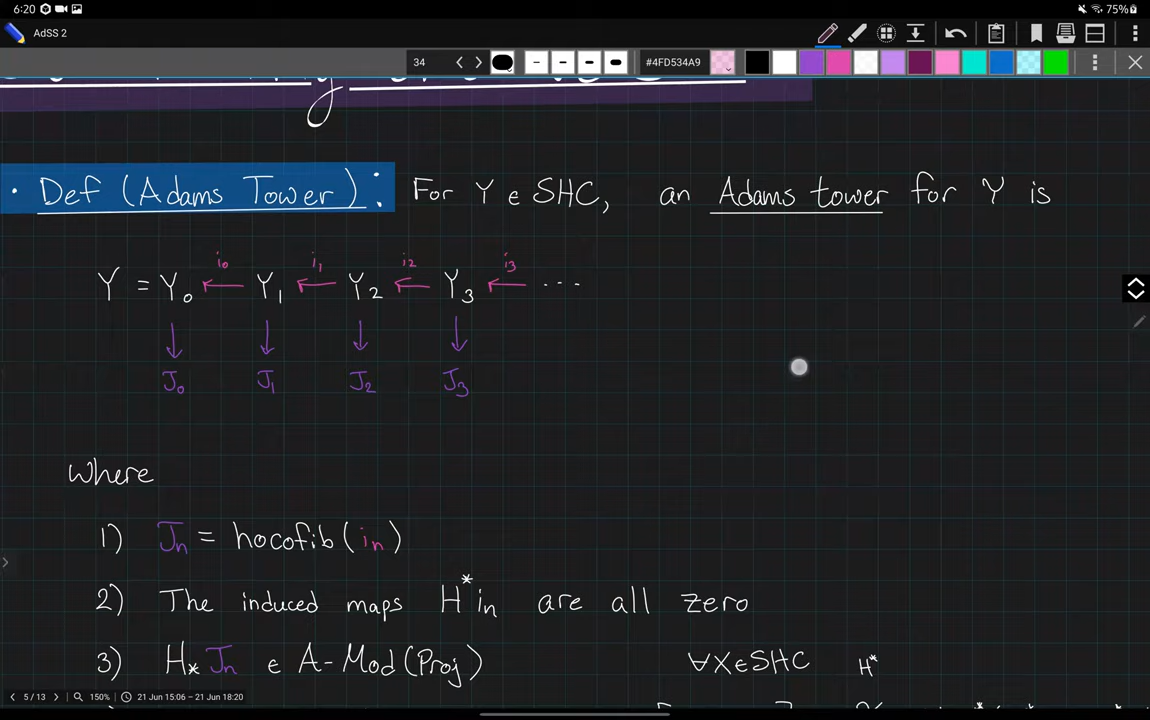 6:20
75%
AdSS 2
34
#4FD534A9
• Def (Adams Tower): For Y ∈ SHC, an Adams tower for Y is
i₀ i₁ i₂ i₃
Y = Y₀ ← Y₁ ← Y₂ ← Y₃ ← ...
↓ ↓ ↓ ↓
J₀ J₁ J₂ J₃
Where
1) Jₙ = hocofib(iₙ)
2) The induced maps H*iₙ are all zero
3) H_* Jₙ ∈ A-Mod(Proj)
∀X∈SHC H*
5 / 13
150%
21 Jun 15:06 – 21 Jun 18:20